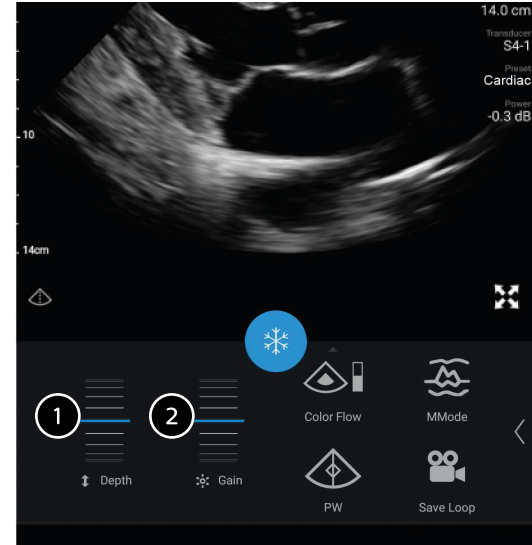 14.0 cm
Transducer
S4-1
Preset
Cardiac
Power
-0.3 dB
10
14cm
1
2
Color Flow
MMode
Depth
Gain
PW
Save Loop